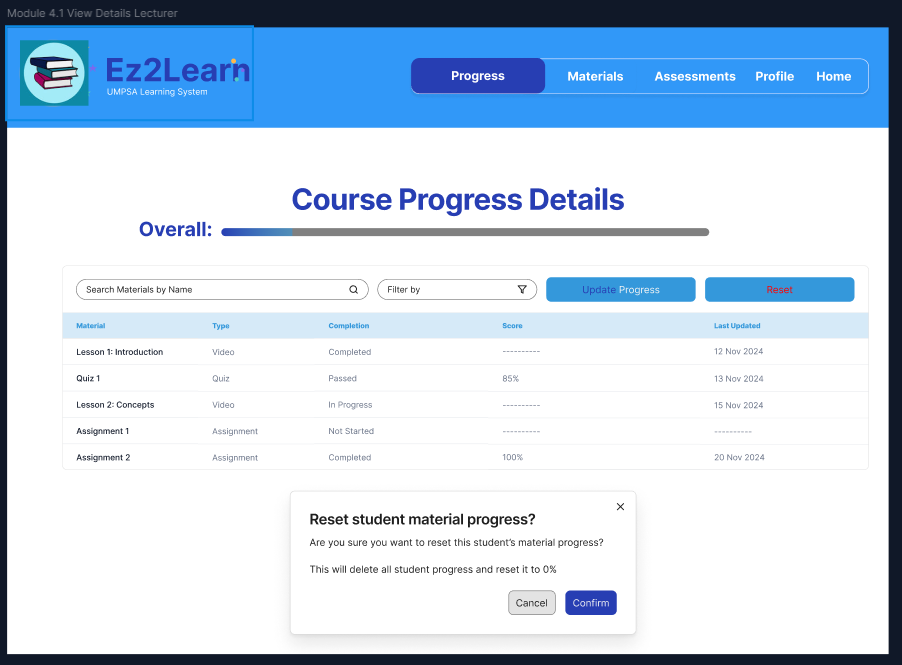 Module 4.1 View Details Lecturer
Ez2Learn
UMPSA Learning System
Progress Materials Assessments Profile Home
Course Progress Details
Overall:
Search Materials by Name Filter by Update Progress Reset
Material Type Completion Score Last Updated
Lesson 1: Introduction Video Completed ---------- 12 Nov 2024
Quiz 1 Quiz Passed 85% 13 Nov 2024
Lesson 2: Concepts Video In Progress ---------- 15 Nov 2024
Assignment 1 Assignment Not Started ---------- ----------
Assignment 2 Assignment Completed 100% 20 Nov 2024
Reset student material progress?
Are you sure you want to reset this student's material progress?
This will delete all student progress and reset it to 0%
Cancel Confirm